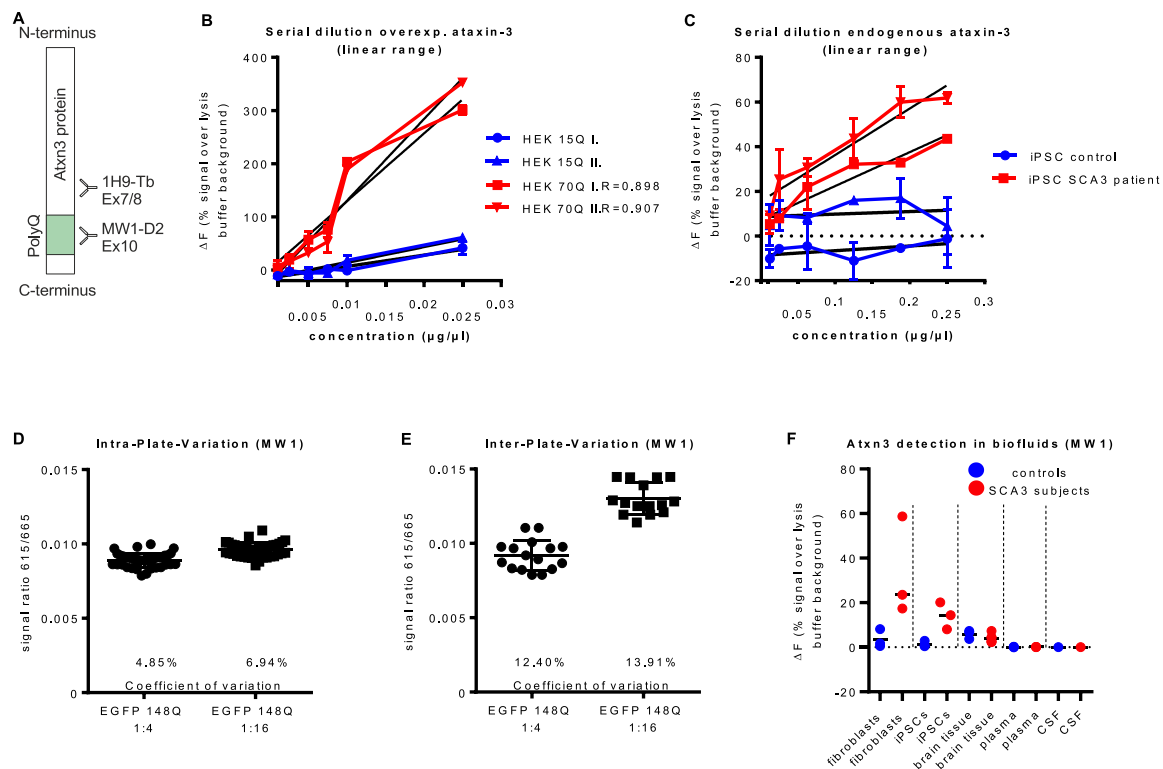 A
N-terminus
Atxn3 protein
PolyQ
1H9-Tb
Ex7/8
MW1-D2
Ex10
C-terminus
B
Serial dilution overexp. ataxin-3
(linear range)
Δ F (% signal over lysis
buffer background)
400
300
200
100
0
0.005
0.01
0.015
0.02
0.025
0.03
concentration (µg/µl)
HEK 15Q I.
HEK 15Q II.
HEK 70Q I.R=0.898
HEK 70Q II.R=0.907
C
Serial dilution endogenous ataxin-3
(linear range)
Δ F (% signal over lysis
buffer background)
80
60
40
20
0
-20
0.05
0.1
0.15
0.2
0.25
0.3
concentration (µg/µl)
iPSC control
iPSC SCA3 patient
D
Intra-Plate-Variation (MW1)
signal ratio 615/665
0.015
0.010
0.005
0
4.85%
6.94%
Coefficient of variation
EGFP 148Q
1:4
EGFP 148Q
1:16
E
Inter-Plate-Variation (MW1)
signal ratio 615/665
0.015
0.010
0.005
0
12.40%
13.91%
Coefficient of variation
EGFP 148Q
1:4
EGFP 148Q
1:16
F
Atxn3 detection in biofluids (MW1)
controls
SCA3 subjects
Δ F (% signal over lysis
buffer background)
80
60
40
20
0
-20
fibroblasts
fibroblasts
iPSCs
iPSCs
brain tissue
brain tissue
plasma
plasma
CSF
CSF